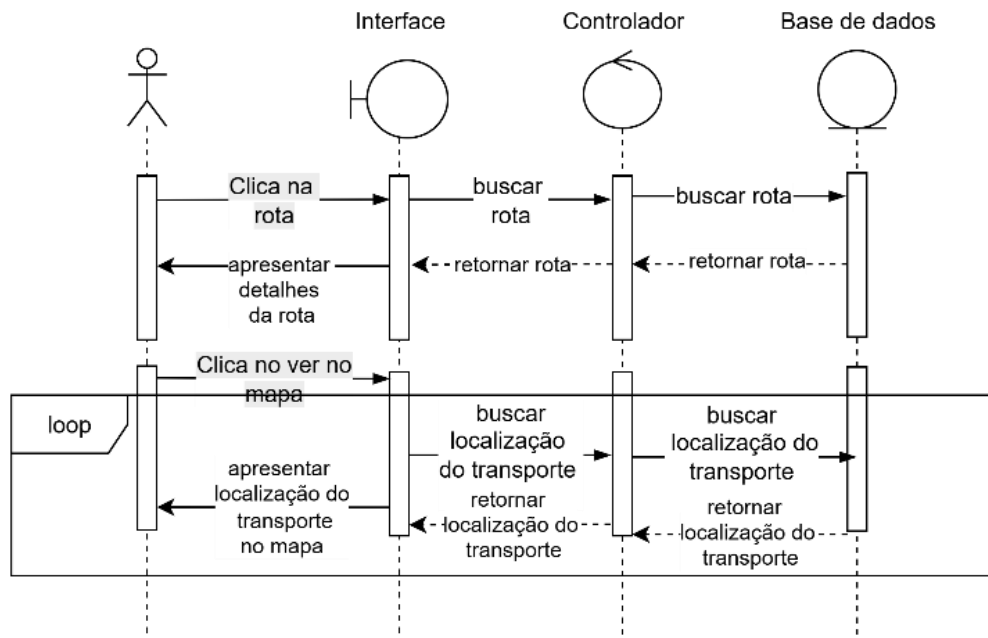 Interface
Controlador
Base de dados
Clica na
rota
buscar
rota
buscar rota
apresentar
detalhes
da rota
retornar rota
retornar rota
Clica no ver no
mapa
loop
buscar
localização
do transporte
buscar
localização do
transporte
apresentar
localização do
transporte
no mapa
retornar
localização do
transporte
retornar
localização do
transporte